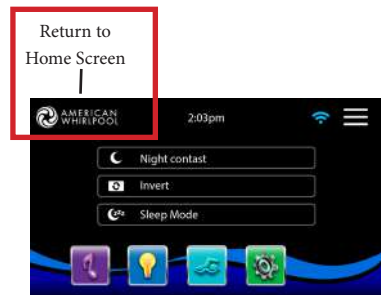 Return to
Home Screen
AMERICAN
WHIRLPOOL
2:03pm
Night contast
Invert
Sleep Mode